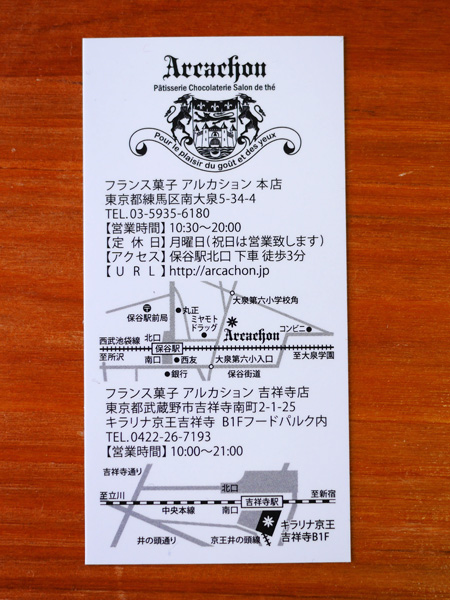 Arcachon
Pâtisserie Chocolaterie Salon de thé
Pour le plaisir du goût et des yeux
フランス菓子 アルカション 本店
東京都練馬区南大泉5-34-4
TEL.03-5935-6180
【営業時間】10:30〜20:00
【定 休 日】月曜日(祝日は営業致します)
【アクセス】保谷駅北口 下車 徒歩3分
【U R L】http://arcachon.jp
大泉第六小学校角
保谷駅前局
丸正
ミヤモトドラッグ
Arcachon
コンビニ
西武池袋線
北口
至所沢
保谷駅
至大泉学園
南口
西友
大泉第六小入口
銀行
保谷街道
フランス菓子 アルカション 吉祥寺店
東京都武蔵野市吉祥寺南町2-1-25
キラリナ京王吉祥寺 B1Fフードパルク内
TEL.0422-26-7193
【営業時間】10:00〜21:00
吉祥寺通り
北口
至立川
吉祥寺駅
至新宿
中央本線
南口
キラリナ京王
吉祥寺B1F
井の頭通り
京王井の頭線